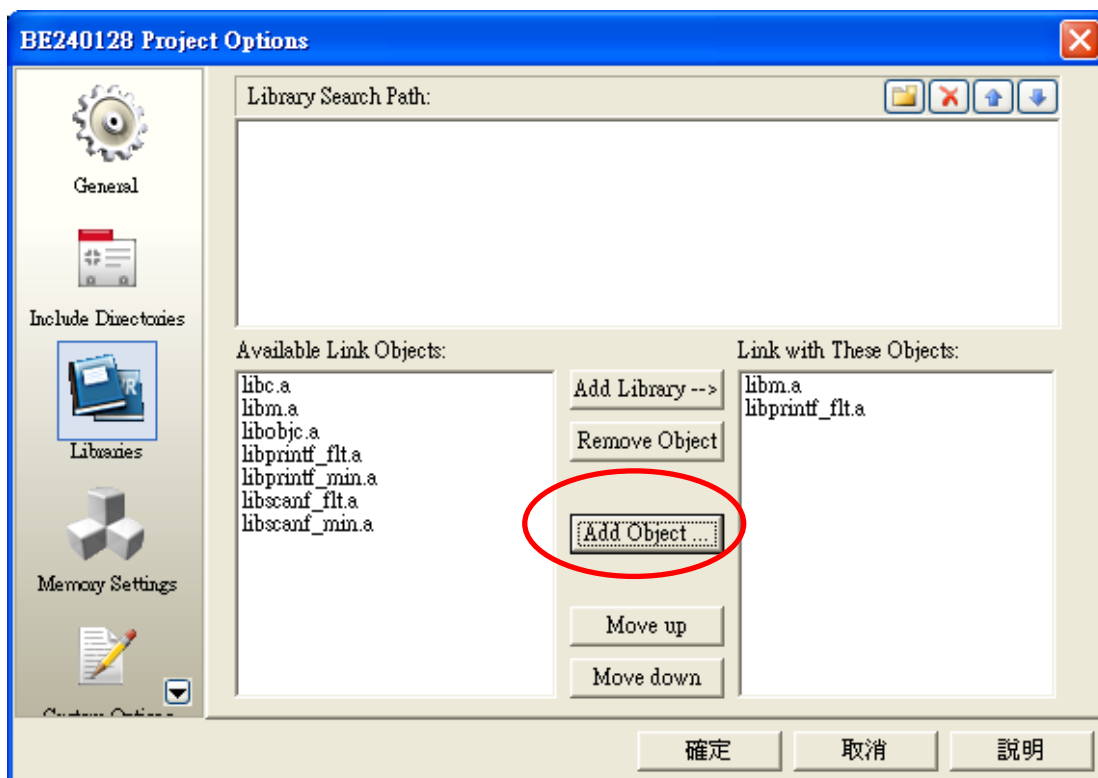 BE240128 Project Options
General
Include Directories
Libraries
Memory Settings
Custom Options
Library Search Path:
Available Link Objects:
libc.a
libm.a
libobjc.a
libprintf_flt.a
libprintf_min.a
libscanf_flt.a
libscanf_min.a
Add Library -->
Remove Object
Add Object ...
Move up
Move down
Link with These Objects:
libm.a
libprintf_flt.a
確定
取消
說明